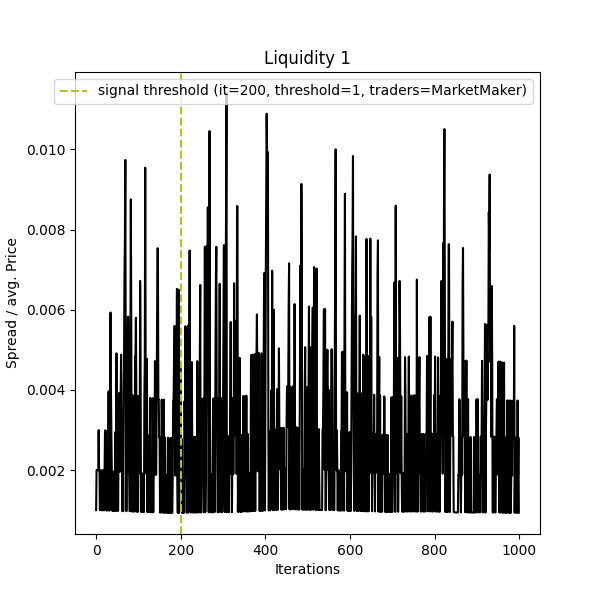 Liquidity 1
signal threshold (it=200, threshold=1, traders=MarketMaker)
0.010
0.008
0.006
0.004
0.002
Spread / avg. Price
0 200 400 600 800 1000
Iterations